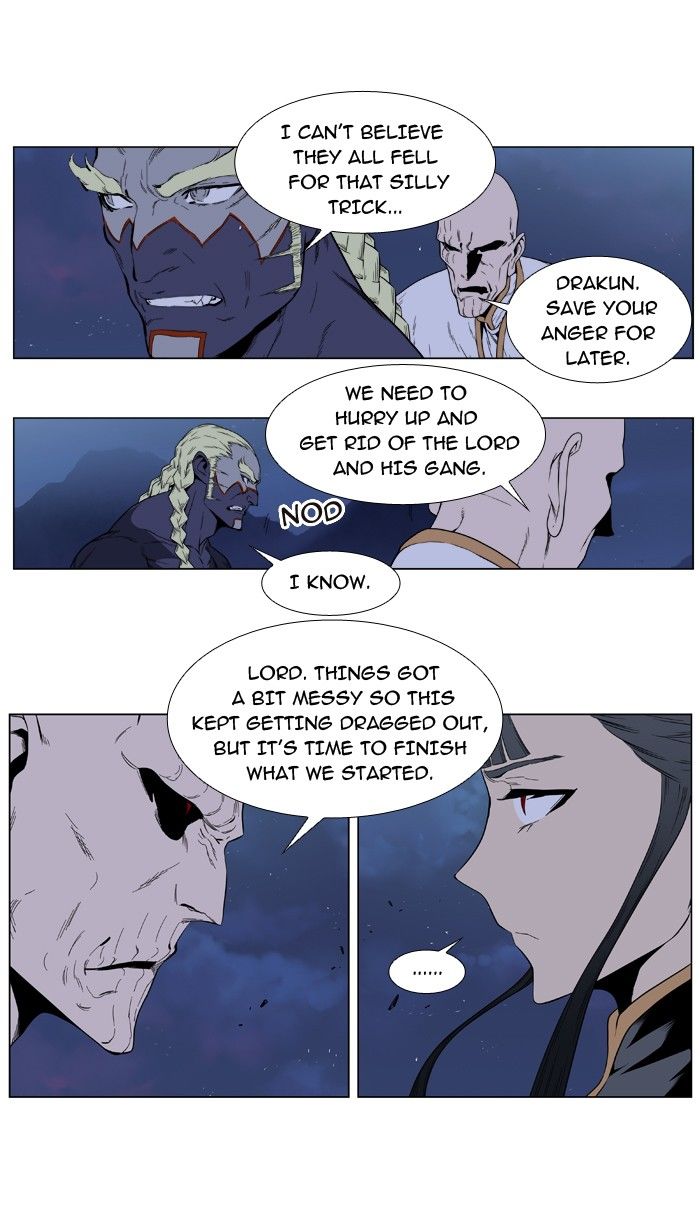 I CAN'T BELIEVE
THEY ALL FELL
FOR THAT SILLY
TRICK...
DRAKUN.
SAVE YOUR
ANGER FOR
LATER.
WE NEED TO
HURRY UP AND
GET RID OF THE LORD
AND HIS GANG.
NOD
I KNOW.
LORD. THINGS GOT
A BIT MESSY SO THIS
KEPT GETTING DRAGGED OUT,
BUT IT'S TIME TO FINISH
WHAT WE STARTED.
......